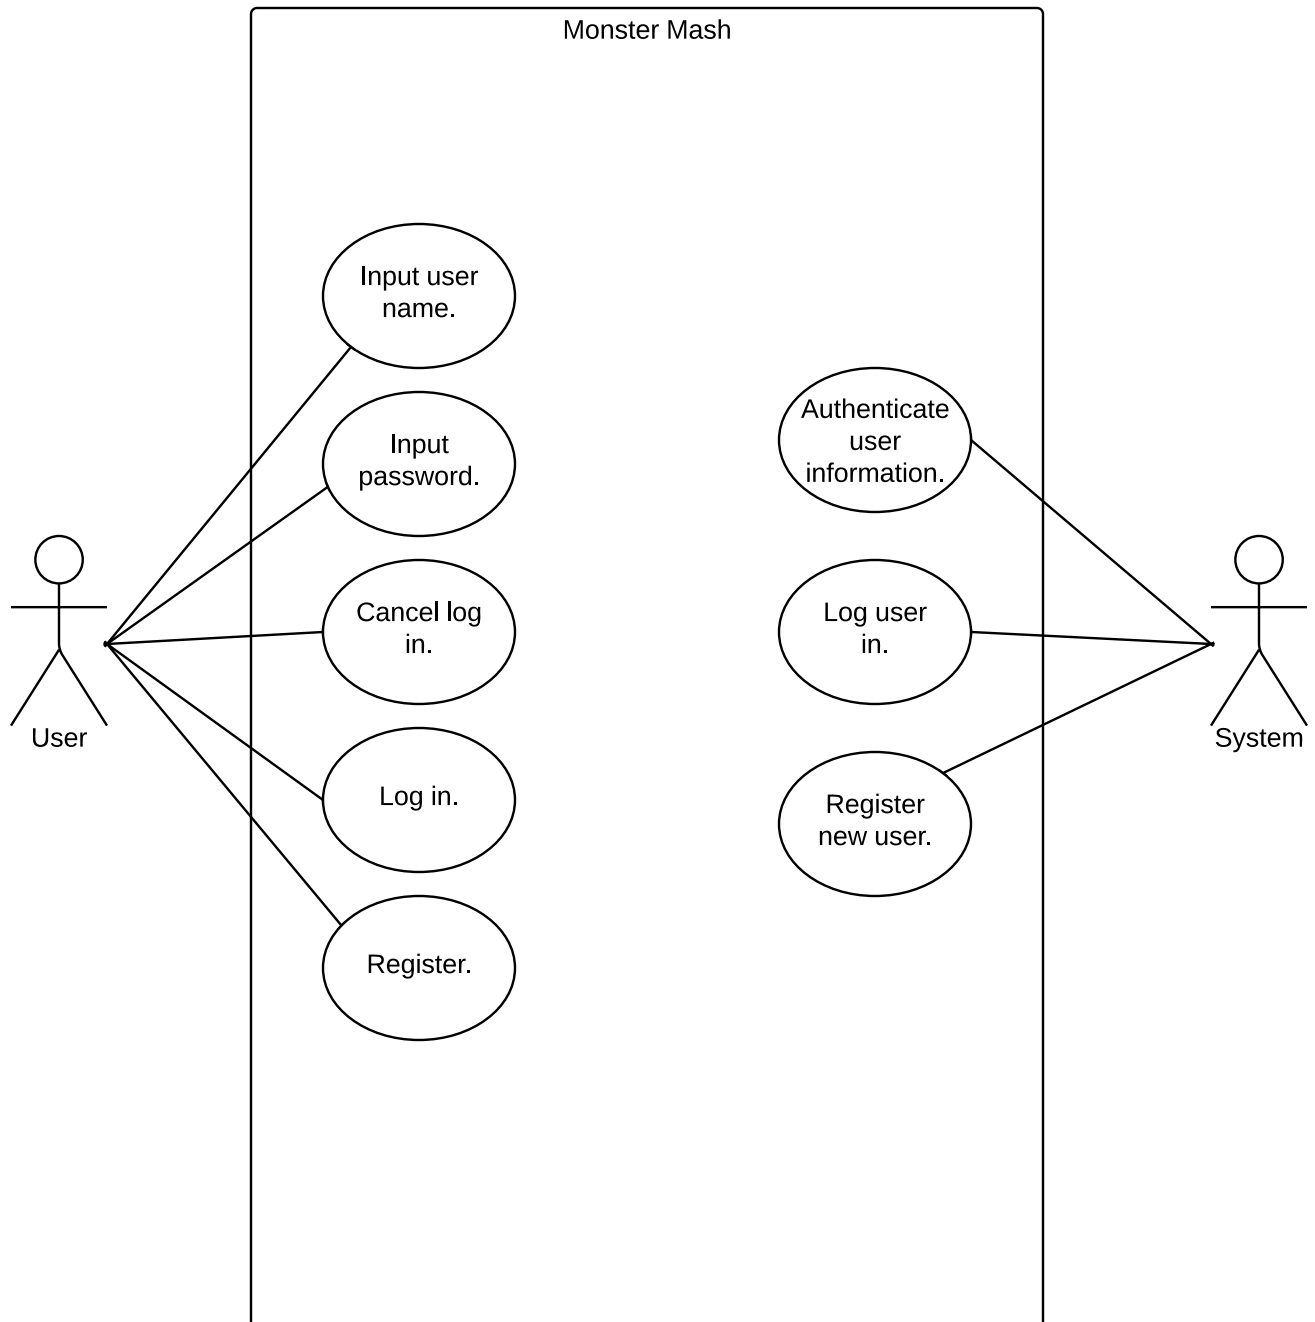 Monster Mash
Input user
name.
Input
password.
Cancel log
in.
Log in.
Register.
Authenticate
user
information.
Log user
in.
Register
new user.
User
System